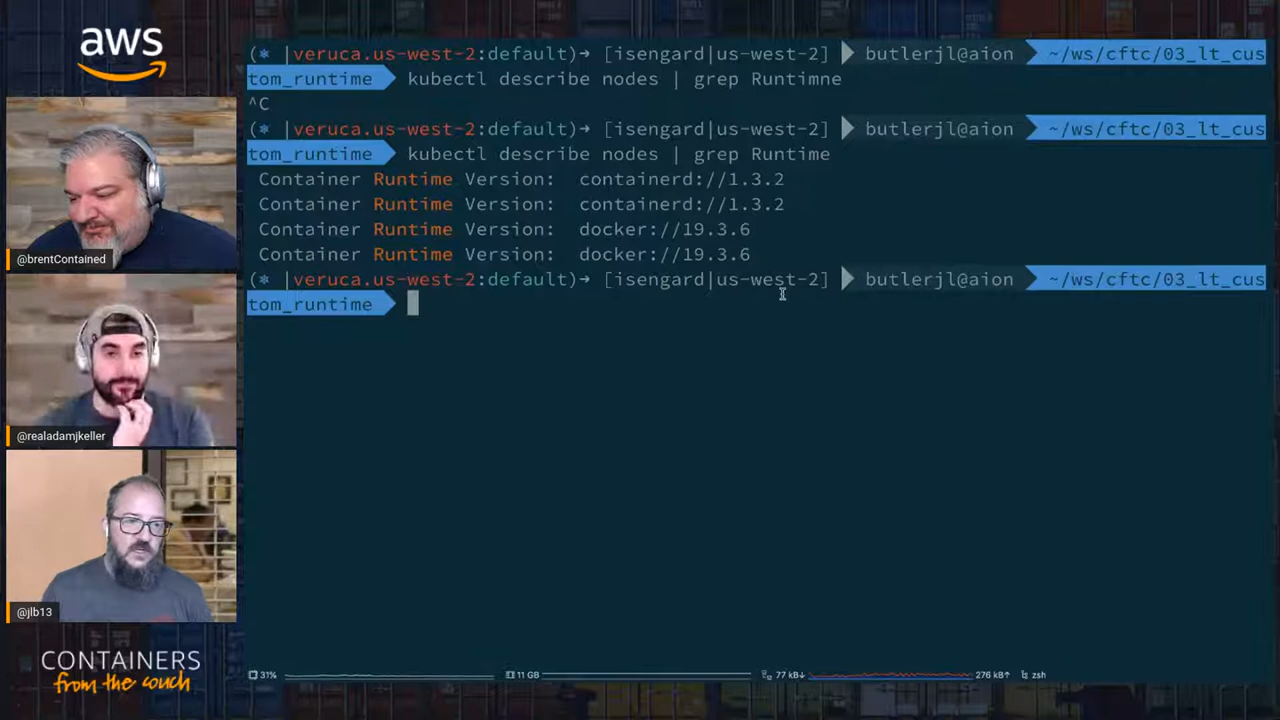 aws
(✻ |veruca.us-west-2:default)→ [isengard|us-west-2] butlerjl@aion ~/ws/cftc/03_lt_cus
tom_runtime kubectl describe nodes | grep Runtimne
^C
(✻ |veruca.us-west-2:default)→ [isengard|us-west-2] butlerjl@aion ~/ws/cftc/03_lt_cus
tom_runtime kubectl describe nodes | grep Runtime
Container Runtime Version: containerd://1.3.2
Container Runtime Version: containerd://1.3.2
Container Runtime Version: docker://19.3.6
Container Runtime Version: docker://19.3.6
(✻ |veruca.us-west-2:default)→ [isengard|us-west-2] butlerjl@aion ~/ws/cftc/03_lt_cus
tom_runtime
@brentContained
@realadamjkeller
@jlb13
CONTAINERS
from the couch
31% 11 GB 77 kB↓ 276 kB↑ zsh